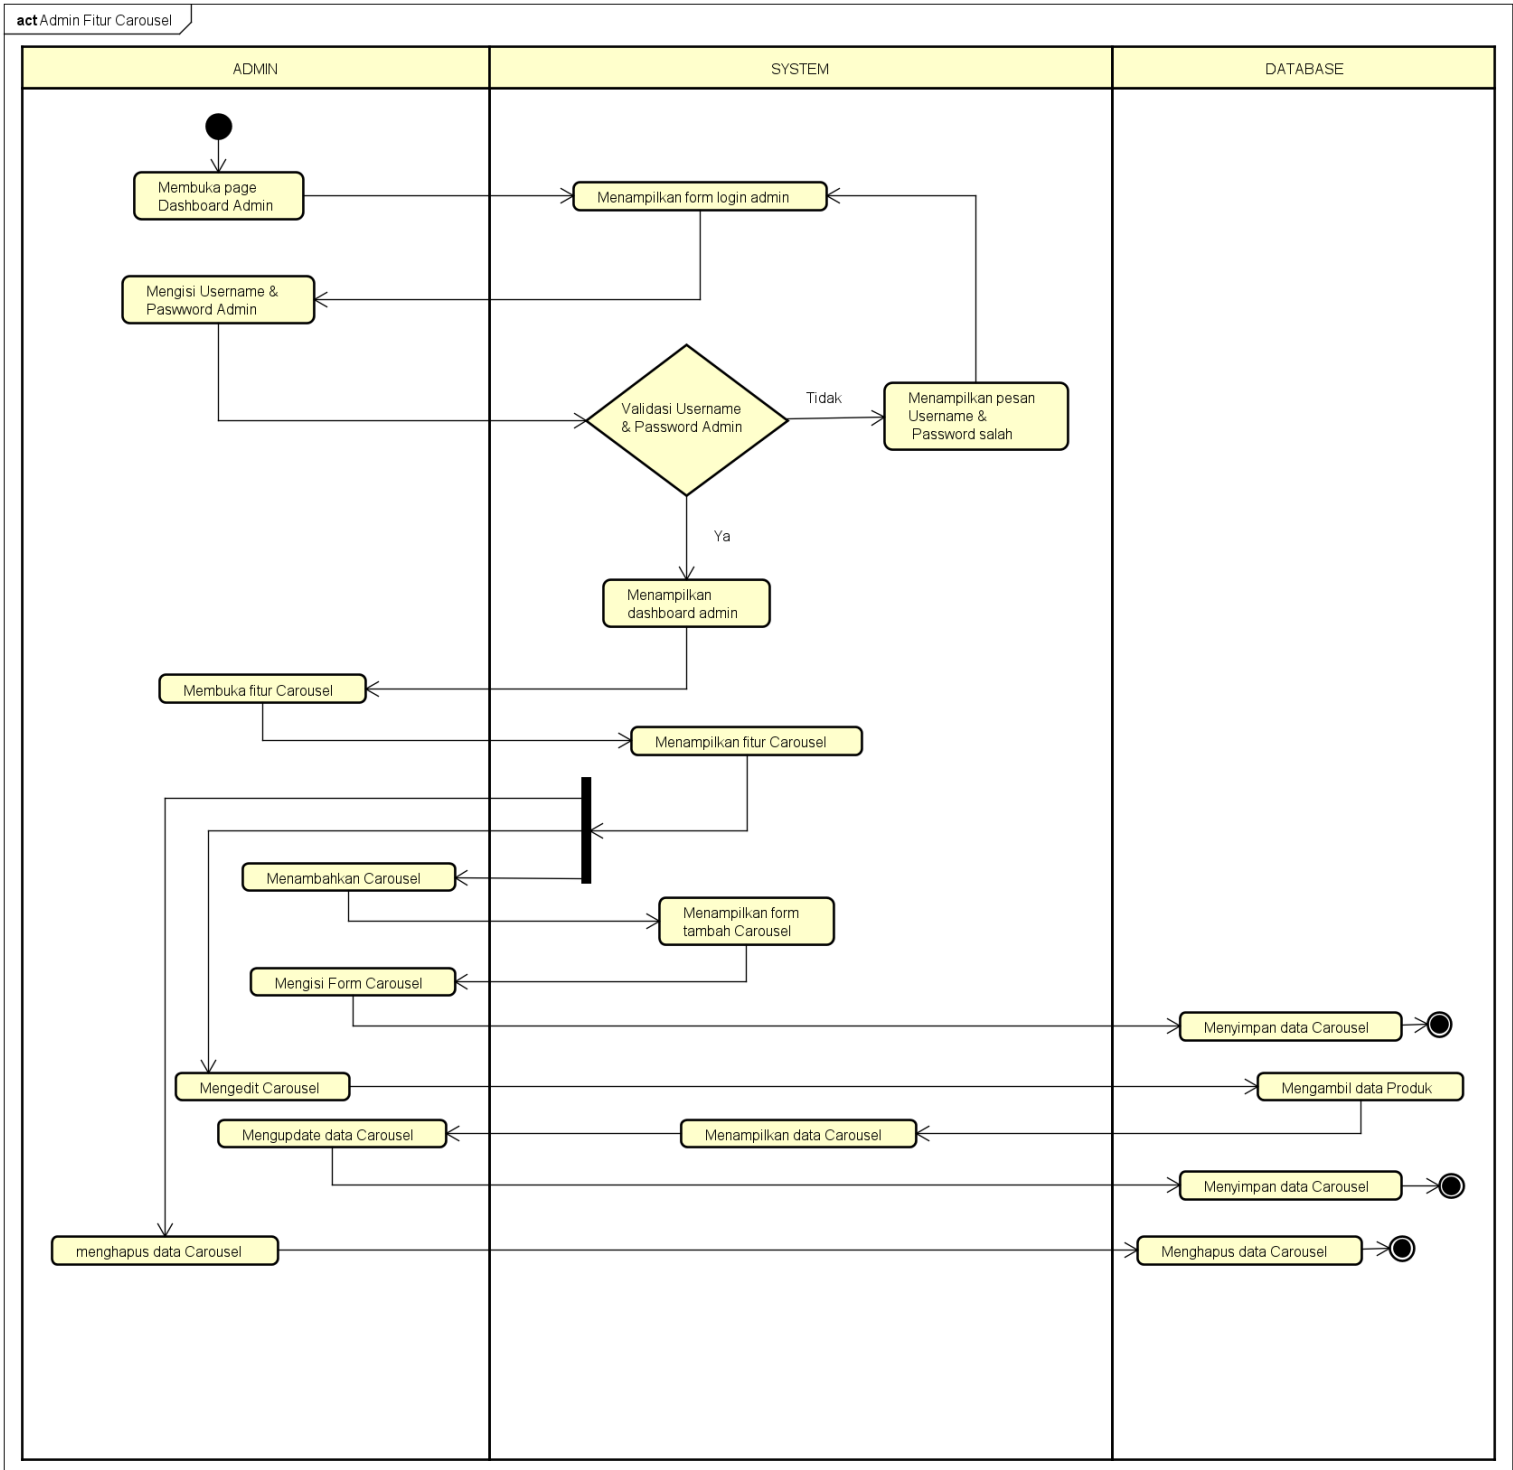 act Admin Fitur Carousel
ADMIN
SYSTEM
DATABASE
Membuka page
Dashboard Admin
Menampilkan form login admin
Mengisi Username &
Paswword Admin
Validasi Username
& Password Admin
Tidak
Menampilkan pesan
Username &
Password salah
Ya
Menampilkan
dashboard admin
Membuka fitur Carousel
Menampilkan fitur Carousel
Menambahkan Carousel
Menampilkan form
tambah Carousel
Mengisi Form Carousel
Menyimpan data Carousel
Mengedit Carousel
Mengambil data Produk
Mengupdate data Carousel
Menampilkan data Carousel
Menyimpan data Carousel
menghapus data Carousel
Menghapus data Carousel